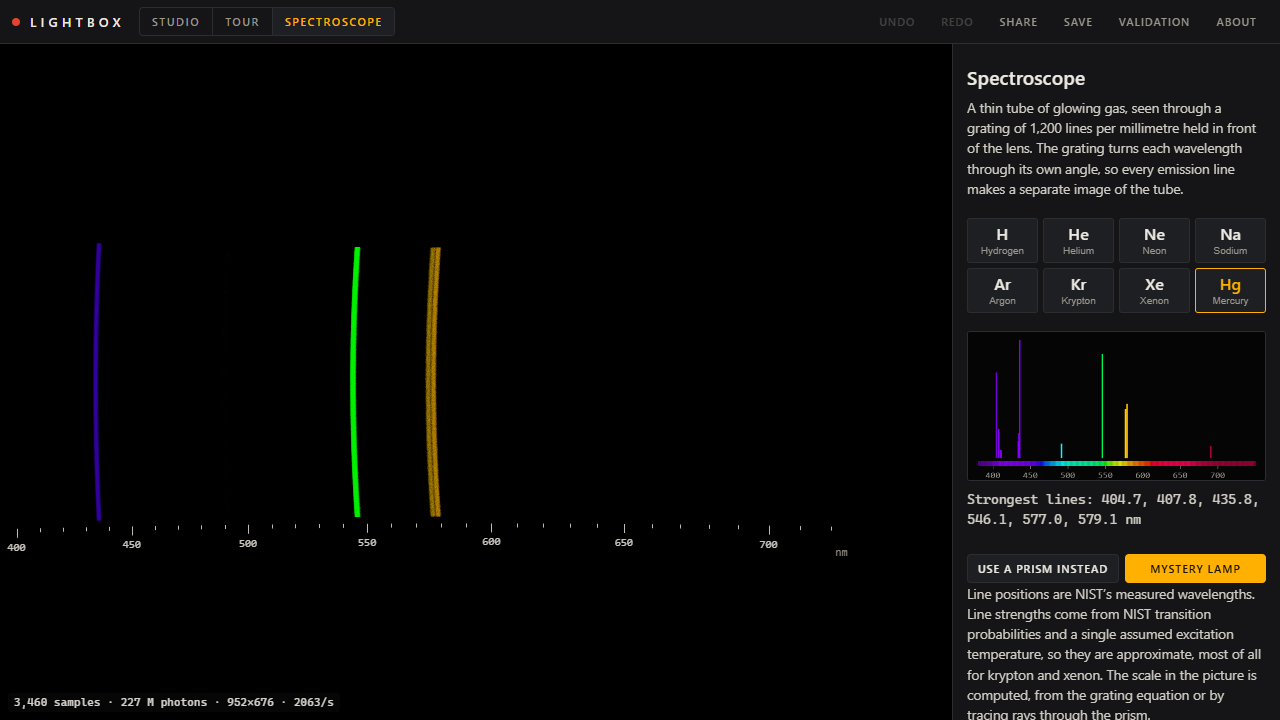 LIGHTBOX STUDIO TOUR SPECTROSCOPE UNDO REDO SHARE SAVE VALIDATION ABOUT
Spectroscope
A thin tube of glowing gas, seen through a
grating of 1,200 lines per millimetre held in front
of the lens. The grating turns each wavelength
through its own angle, so every emission line
makes a separate image of the tube.
H He Ne Na
Hydrogen Helium Neon Sodium
Ar Kr Xe Hg
Argon Krypton Xenon Mercury
400 450 500 550 600 650 700
Strongest lines: 404.7, 407.8, 435.8,
546.1, 577.0, 579.1 nm
400 450 500 550 600 650 700
nm
USE A PRISM INSTEAD MYSTERY LAMP
Line positions are NIST's measured wavelengths.
Line strengths come from NIST transition
probabilities and a single assumed excitation
temperature, so they are approximate, most of all
for krypton and xenon. The scale in the picture is
computed, from the grating equation or by
tracing rays through the prism.
3,460 samples · 227 M photons · 952×676 · 2063/s